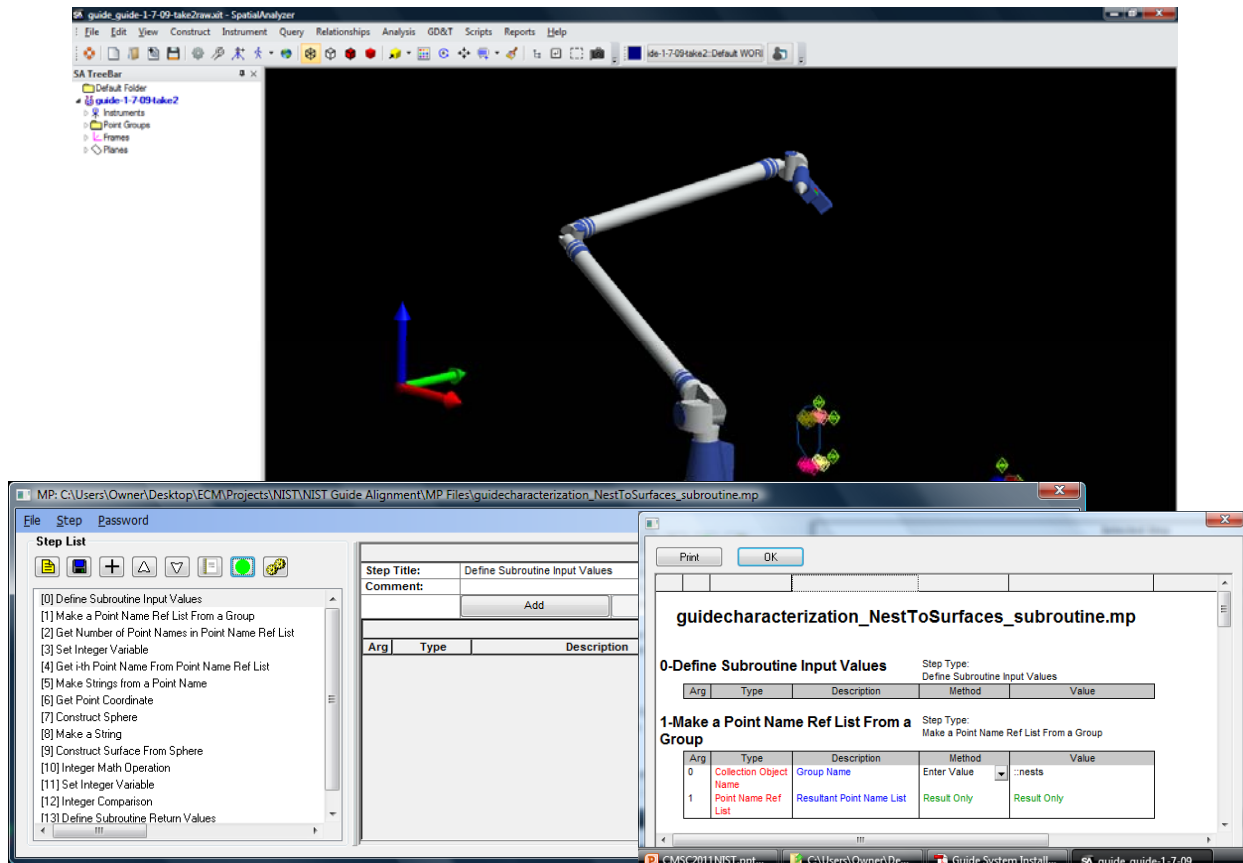 guide_guide-1-7-09-take2raw.xit - SpatialAnalyzer
File Edit View Construct Instrument Query Relationships Analysis GD&T Scripts Reports Help
ide-1-7-09-take2::Default WORl
SA TreeBar
Default Folder
guide-1-7-09-take2
Instruments
Point Groups
Frames
Planes
MP: C:\Users\Owner\Desktop\ECM\Projects\NIST\NIST Guide Alignment\MP Files\guidecharacterization_NestToSurfaces_subroutine.mp
File Step Password
Step List
[0] Define Subroutine Input Values
[1] Make a Point Name Ref List From a Group
[2] Get Number of Point Names in Point Name Ref List
[3] Set Integer Variable
[4] Get i-th Point Name From Point Name Ref List
[5] Make Strings from a Point Name
[6] Get Point Coordinate
[7] Construct Sphere
[8] Make a String
[9] Construct Surface From Sphere
[10] Integer Math Operation
[11] Set Integer Variable
[12] Integer Comparison
[13] Define Subroutine Return Values
Step Title: Define Subroutine Input Values
Comment:
Add
Arg Type Description
Print OK
guidecharacterization_NestToSurfaces_subroutine.mp
0-Define Subroutine Input Values Step Type:
Define Subroutine Input Values
Arg Type Description Method Value
1-Make a Point Name Ref List From a Step Type:
Group Make a Point Name Ref List From a Group
Arg Type Description Method Value
0 Collection Object Group Name Enter Value ::nests
Name
1 Point Name Ref Resultant Point Name List Result Only Result Only
List
CMSC2011NIST.ppt... C:\Users\Owner\De... Guide System Install... SA guide_guide-1-7-09...